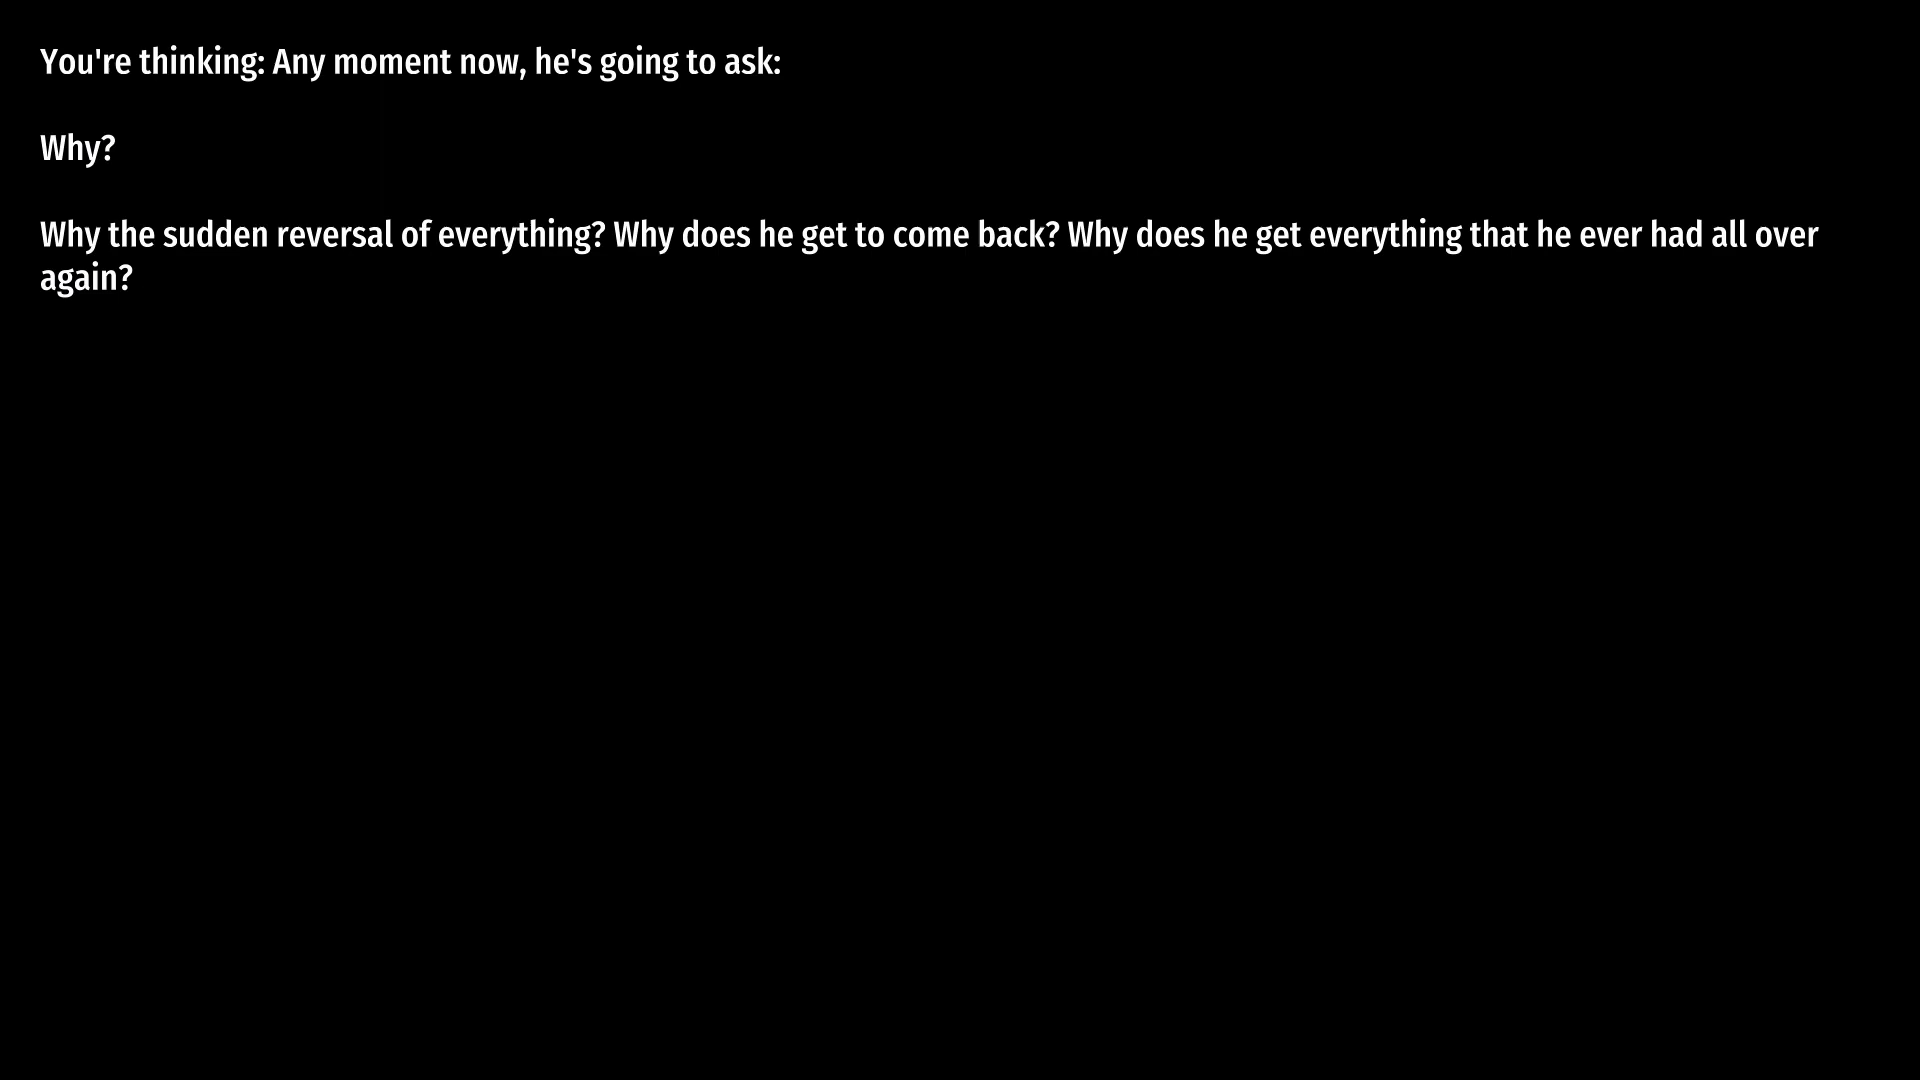 You're thinking: Any moment now, he's going to ask:
Why?
Why the sudden reversal of everything? Why does he get to come back? Why does he get everything that he ever had all over
again?